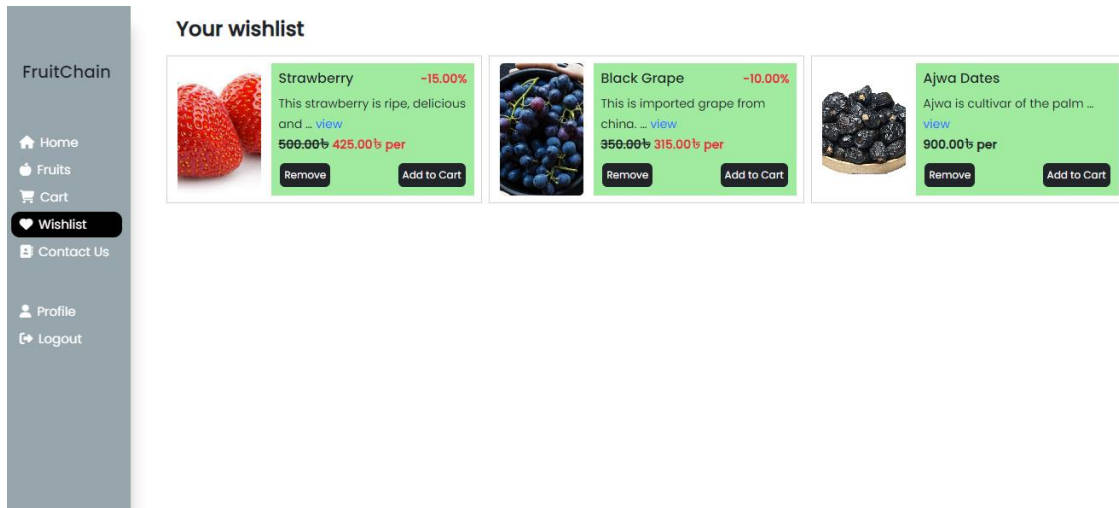 FruitChain
Home
Fruits
Cart
Wishlist
Contact Us
Profile
Logout
Your wishlist
Strawberry -15.00%
This strawberry is ripe, delicious
and ... view
500.00৳ 425.00৳ per
Remove Add to Cart
Black Grape -10.00%
This is imported grape from
china. ... view
350.00৳ 315.00৳ per
Remove Add to Cart
Ajwa Dates
Ajwa is cultivar of the palm ...
view
900.00৳ per
Remove Add to Cart